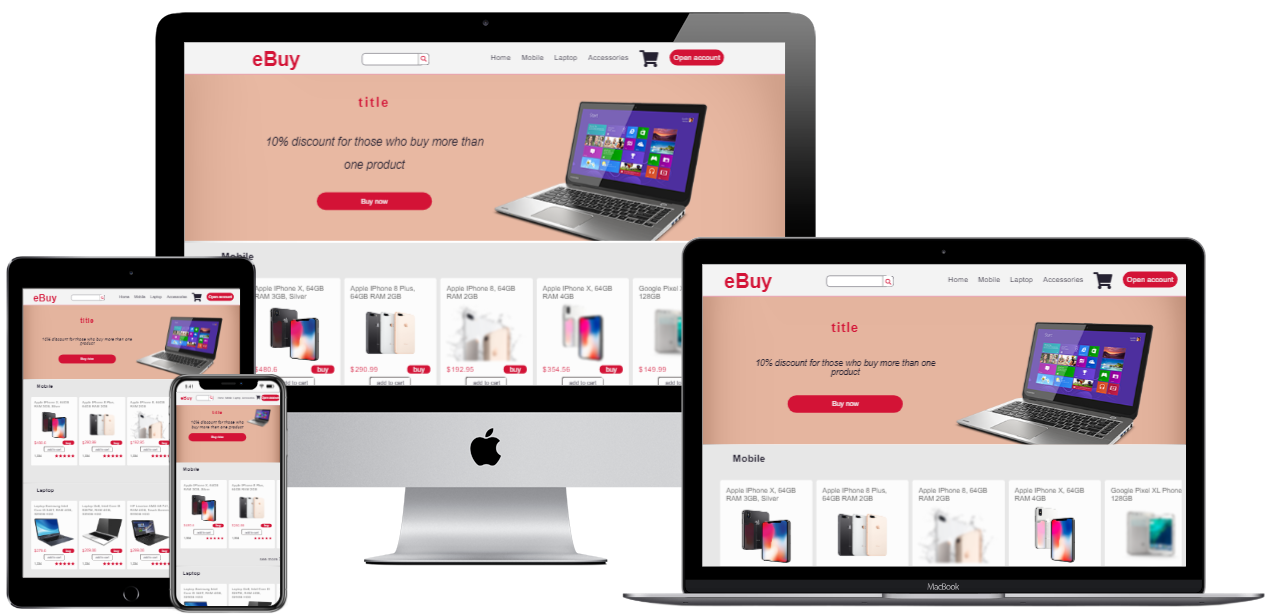 eBuy
Home Mobile Laptop Accessories
Open account
title
10% discount for those who buy more than
one product
Buy now
Mobile
Apple IPhone X, 64GB
RAM 3GB, Silver
$480.6
buy
add to cart
Apple IPhone 8 Plus,
64GB RAM 2GB
$290.99
buy
add to cart
Apple IPhone 8, 64GB
RAM 2GB
$192.95
buy
add to cart
Apple IPhone X, 64GB
RAM 4GB
$354.56
buy
add to cart
Google Pixel
128GB
$149.99
eBuy
Home Mobile Laptop Accessories
Open account
title
10% discount for those who buy more than one
product
Buy now
Mobile
Apple IPhone X, 64GB
RAM 3GB, Silver
Apple IPhone 8 Plus,
64GB RAM 2GB
Apple IPhone 8, 64GB
RAM 2GB
Apple IPhone X, 64GB
RAM 4GB
Google Pixel XL Phone
128GB
MacBook
eBuy
Home Mobile Laptop Accessories
Open account
title
10% discount for those who buy more than one
product
Buy now
Mobile
Laptop
eBuy
title
10% discount for those who
buy more than one product
Buy now
Mobile
Laptop